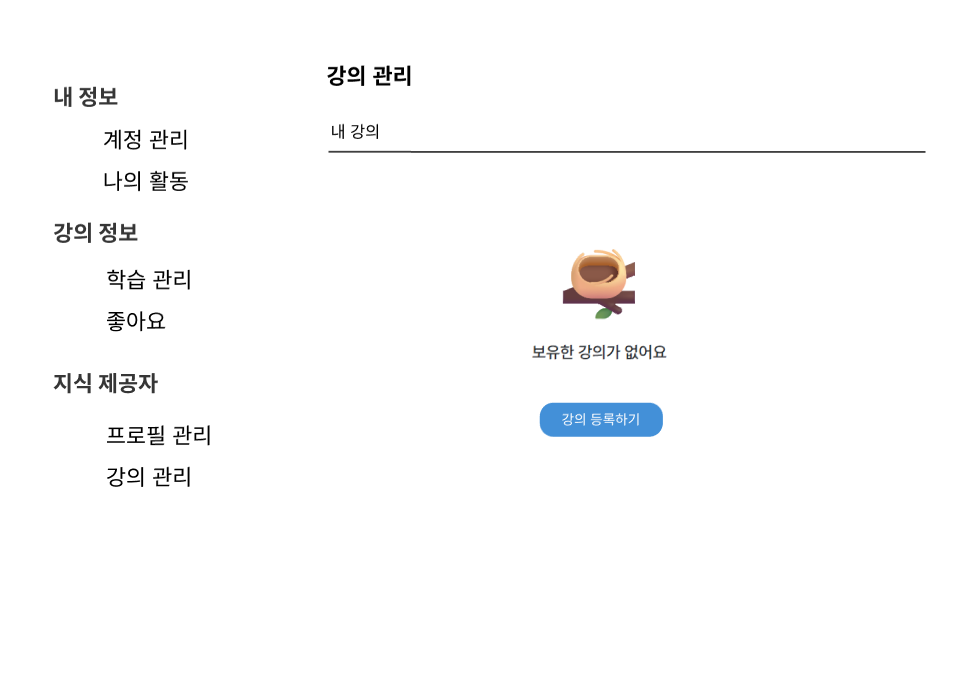 내 정보
계정 관리
나의 활동
강의 정보
학습 관리
좋아요
지식 제공자
프로필 관리
강의 관리
강의 관리
내 강의
보유한 강의가 없어요
강의 등록하기